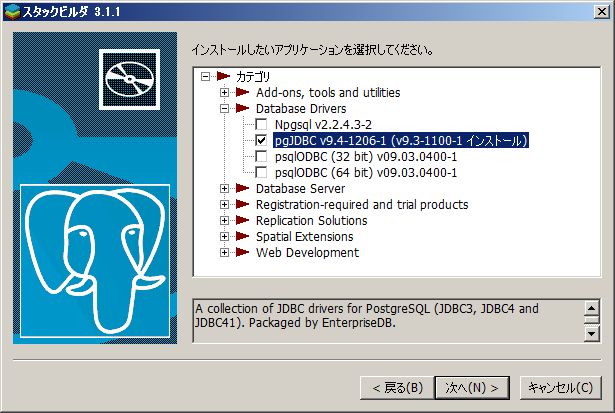 スタックビルダ 3.1.1
インストールしたいアプリケーションを選択してください。
カテゴリ
Add-ons, tools and utilities
Database Drivers
Npgsql v2.2.4.3-2
pgJDBC v9.4-1206-1 (v9.3-1100-1 インストール)
psqlODBC (32 bit) v09.03.0400-1
psqlODBC (64 bit) v09.03.0400-1
Database Server
Registration-required and trial products
Replication Solutions
Spatial Extensions
Web Development
A collection of JDBC drivers for PostgreSQL (JDBC3, JDBC4 and
JDBC41). Packaged by EnterpriseDB.
< 戻る(B) 次へ(N) > キャンセル(C)